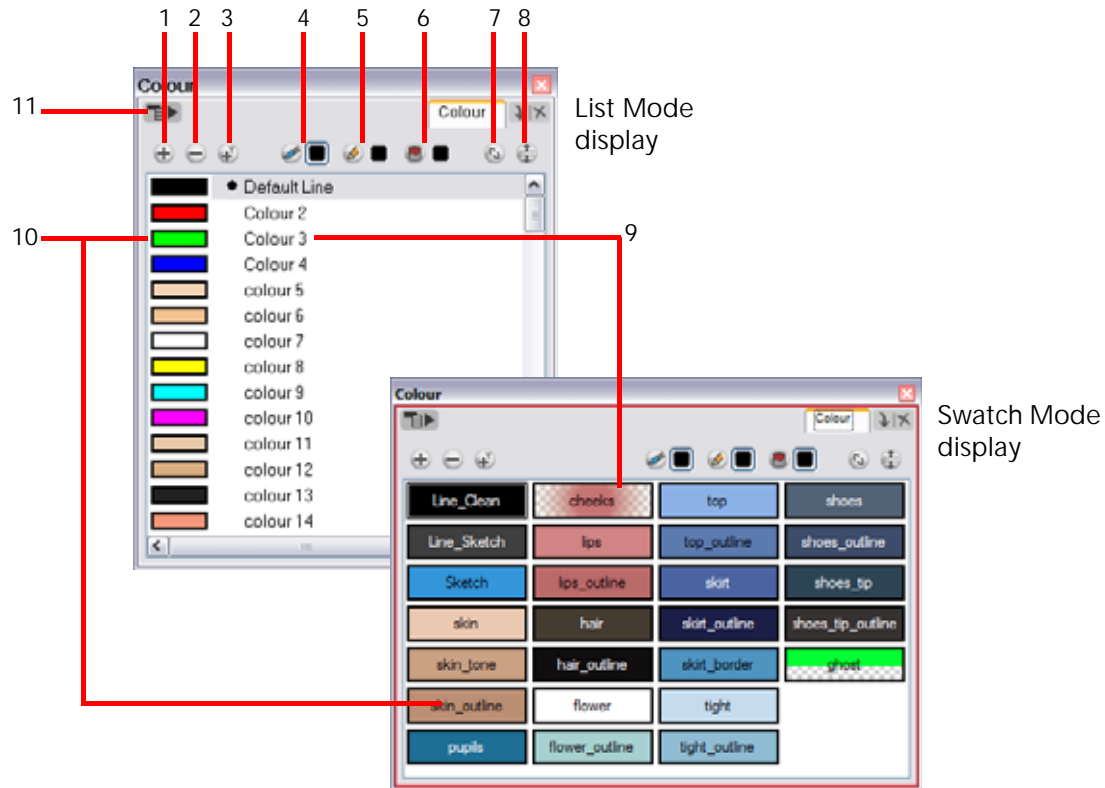 1 2 3 4 5 6 7 8
Colour
11
Colour
List Mode
display
Default Line
Colour 2
10
Colour 3
9
Colour 4
colour 5
colour 6
colour 7
colour 8
colour 9
colour 10
colour 11
colour 12
colour 13
colour 14
Colour
Colour
Swatch Mode
display
Line_Clean cheeks top shoes
Line_Sketch lips top_outline shoes_outline
Sketch lips_outline skirt shoes_tip
skin hair skirt_outline shoes_tip_outline
skin_tone hair_outline skirt_border ghost
skin_outline flower tight
pupils flower_outline tight_outline